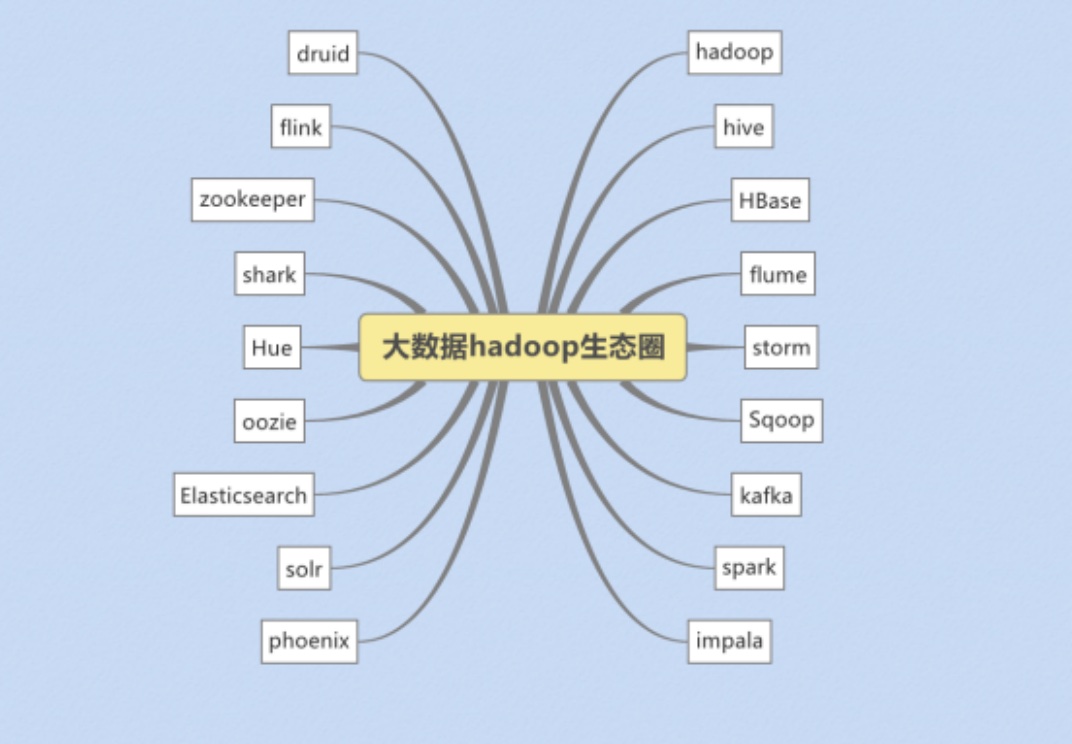 druid
hadoop
flink
hive
zookeeper
HBase
shark
flume
Hue
大数据hadoop生态圈
storm
oozie
Sqoop
Elasticsearch
kafka
solr
spark
phoenix
impala